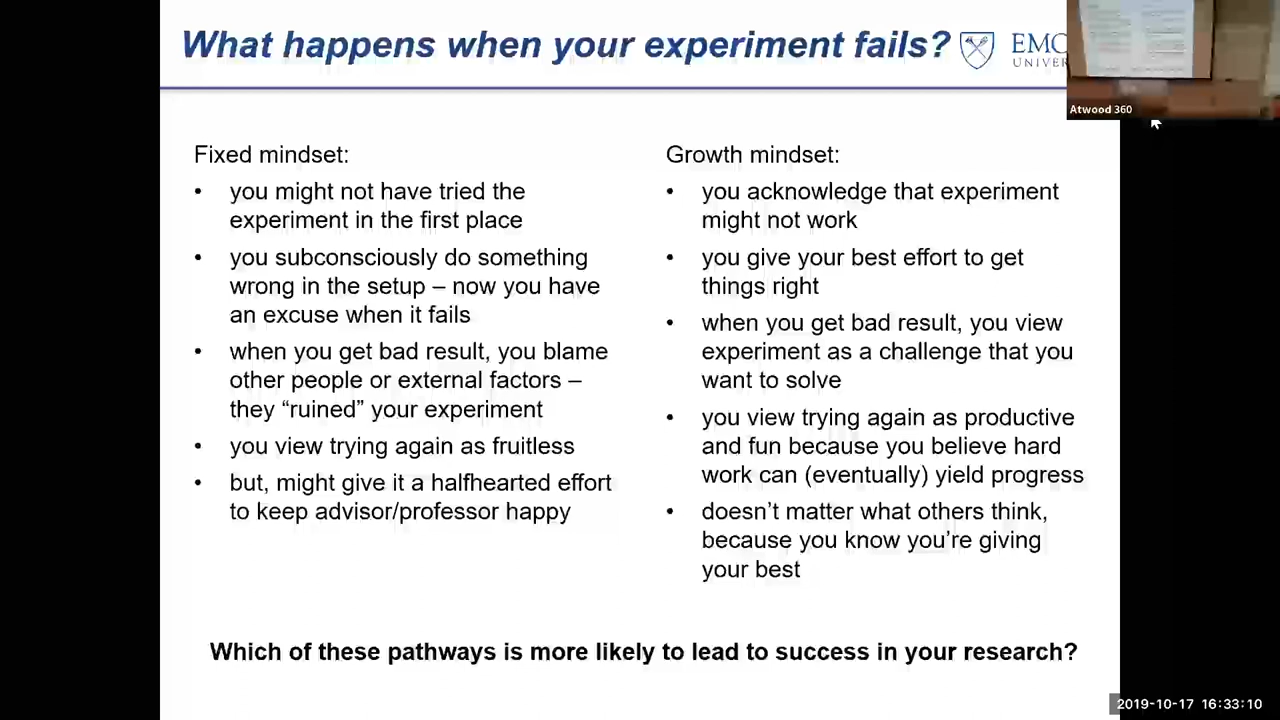 What happens when your experiment fails?
EMO
UNIVER
Atwood 360
Fixed mindset:
• you might not have tried the
experiment in the first place
• you subconsciously do something
wrong in the setup – now you have
an excuse when it fails
• when you get bad result, you blame
other people or external factors –
they “ruined” your experiment
• you view trying again as fruitless
• but, might give it a halfhearted effort
to keep advisor/professor happy
Growth mindset:
• you acknowledge that experiment
might not work
• you give your best effort to get
things right
• when you get bad result, you view
experiment as a challenge that you
want to solve
• you view trying again as productive
and fun because you believe hard
work can (eventually) yield progress
• doesn’t matter what others think,
because you know you’re giving
your best
Which of these pathways is more likely to lead to success in your research?
2019-10-17 16:33:10